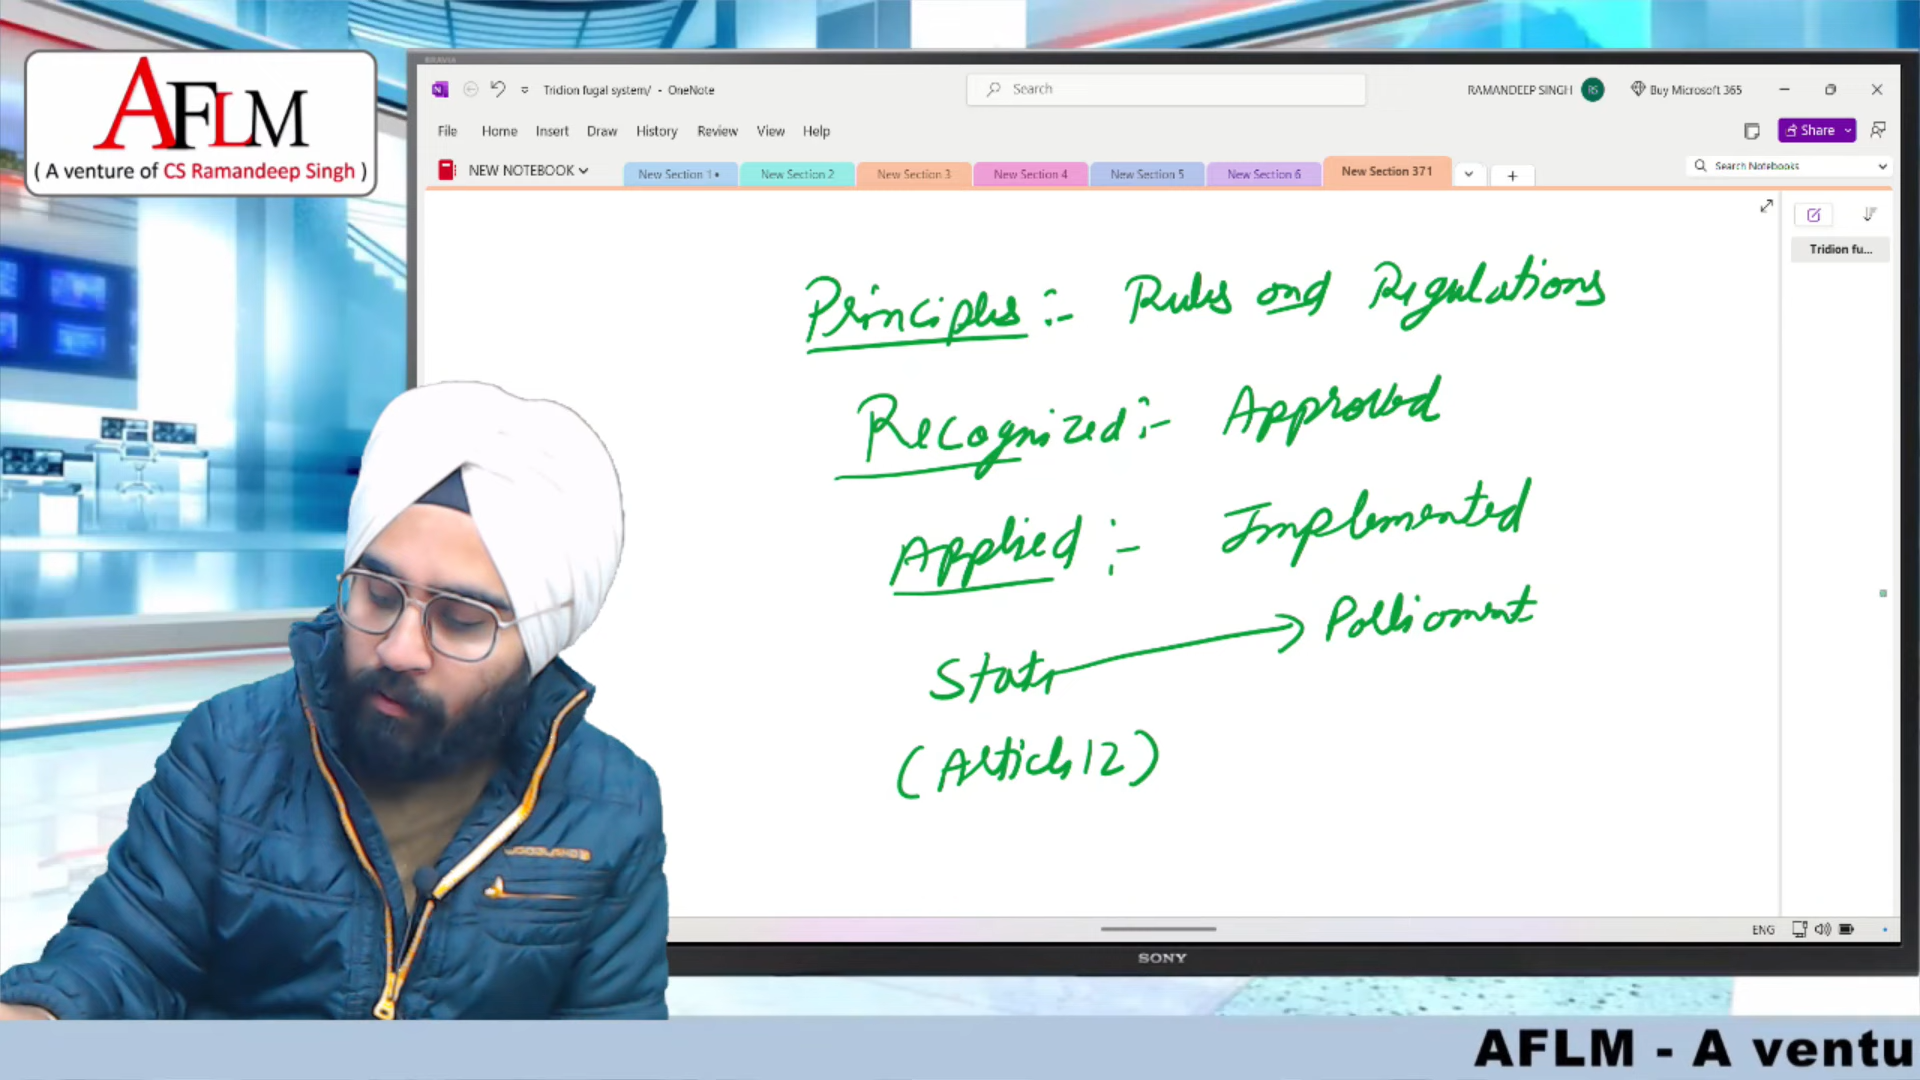 AFLM
( A venture of CS Ramandeep Singh )
BRAVIA
Tridion fugal system/ - OneNote
Search
RAMANDEEP SINGH RS
Buy Microsoft 365
File Home Insert Draw History Review View Help
Share
NEW NOTEBOOK
New Section 1 New Section 2 New Section 3 New Section 4 New Section 5 New Section 6 New Section 371
+
Search Notebooks
Tridion fu...
Principles :- Rules and Regulations
Recognized :- Approved
Applied :- Implemented
State → Parliament
(Article 12)
ENG
SONY
AFLM - A ventu